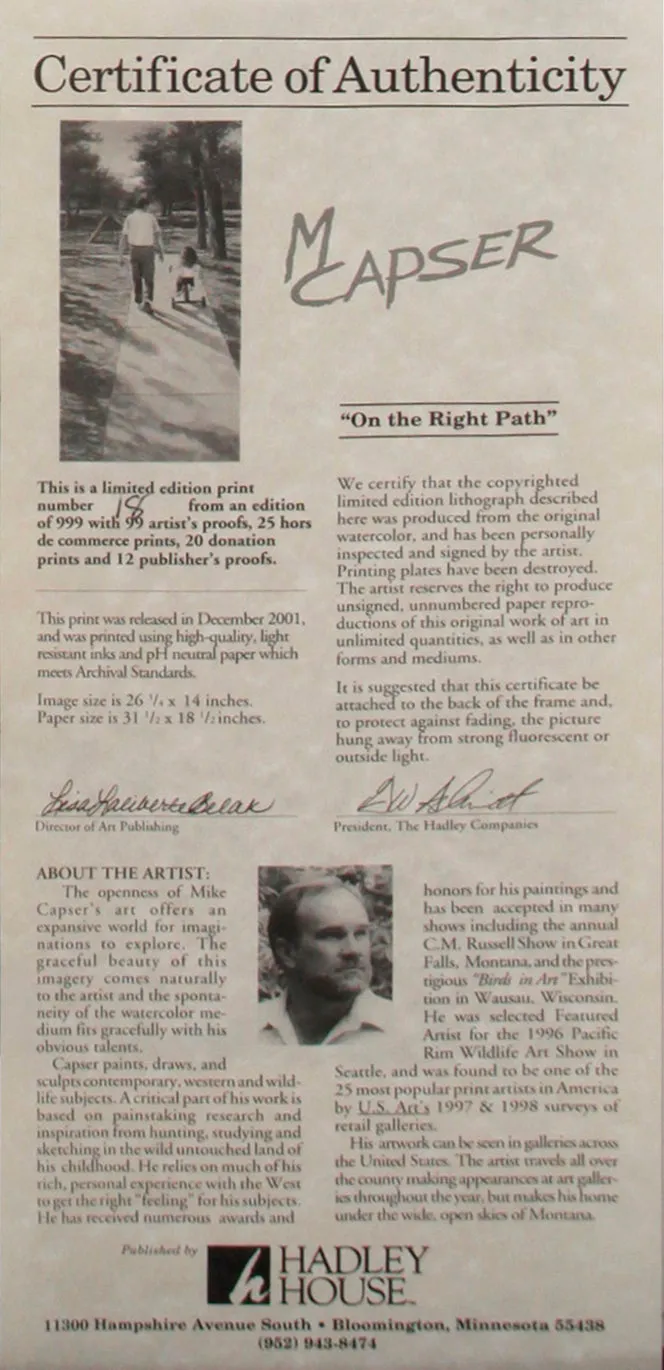 Certificate of Authenticity
M CAPSER
"On the Right Path"
This is a limited edition print
number 18 from an edition
of 999 with 99 artist's proofs, 25 hors
de commerce prints, 20 donation
prints and 12 publisher's proofs.
This print was released in December 2001,
and was printed using high-quality, light
resistant inks and pH neutral paper which
meets Archival Standards.
Image size is 26 1/4 x 14 inches.
Paper size is 31 1/2 x 18 1/2 inches.
We certify that the copyrighted
limited edition lithograph described
here was produced from the original
watercolor, and has been personally
inspected and signed by the artist.
Printing plates have been destroyed.
The artist reserves the right to produce
unsigned, unnumbered paper repro-
ductions of this original work of art in
unlimited quantities, as well as in other
forms and mediums.
It is suggested that this certificate be
attached to the back of the frame and,
to protect against fading, the picture
hung away from strong fluorescent or
outside light.
Director of Art Publishing
President, The Hadley Companies
ABOUT THE ARTIST:
The openness of Mike
Capser's art offers an
expansive world for imagi-
nations to explore. The
graceful beauty of this
imagery comes naturally
to the artist and the sponta-
neity of the watercolor me-
dium fits gracefully with his
obvious talents.
Capser paints, draws, and
sculpts contemporary, western and wild-
life subjects. A critical part of his work is
based on painstaking research and
inspiration from hunting, studying and
sketching in the wild untouched land of
his childhood. He relies on much of his
rich, personal experience with the West
to get the right "feeling" for his subjects.
He has received numerous awards and
honors for his paintings and
has been accepted in many
shows including the annual
C.M. Russell Show in Great
Falls, Montana, and the pres-
tigious "Birds in Art" Exhibi-
tion in Wausau, Wisconsin.
He was selected Featured
Artist for the 1996 Pacific
Rim Wildlife Art Show in
Seattle, and was found to be one of the
25 most popular print artists in America
by U.S. Art's 1997 & 1998 surveys of
retail galleries.
His artwork can be seen in galleries across
the United States. The artist travels all over
the county making appearances at art galler-
ies throughout the year, but makes his home
under the wide, open skies of Montana.
Published by
h HADLEY
HOUSE™
11300 Hampshire Avenue South • Bloomington, Minnesota 55438
(952) 943-8474